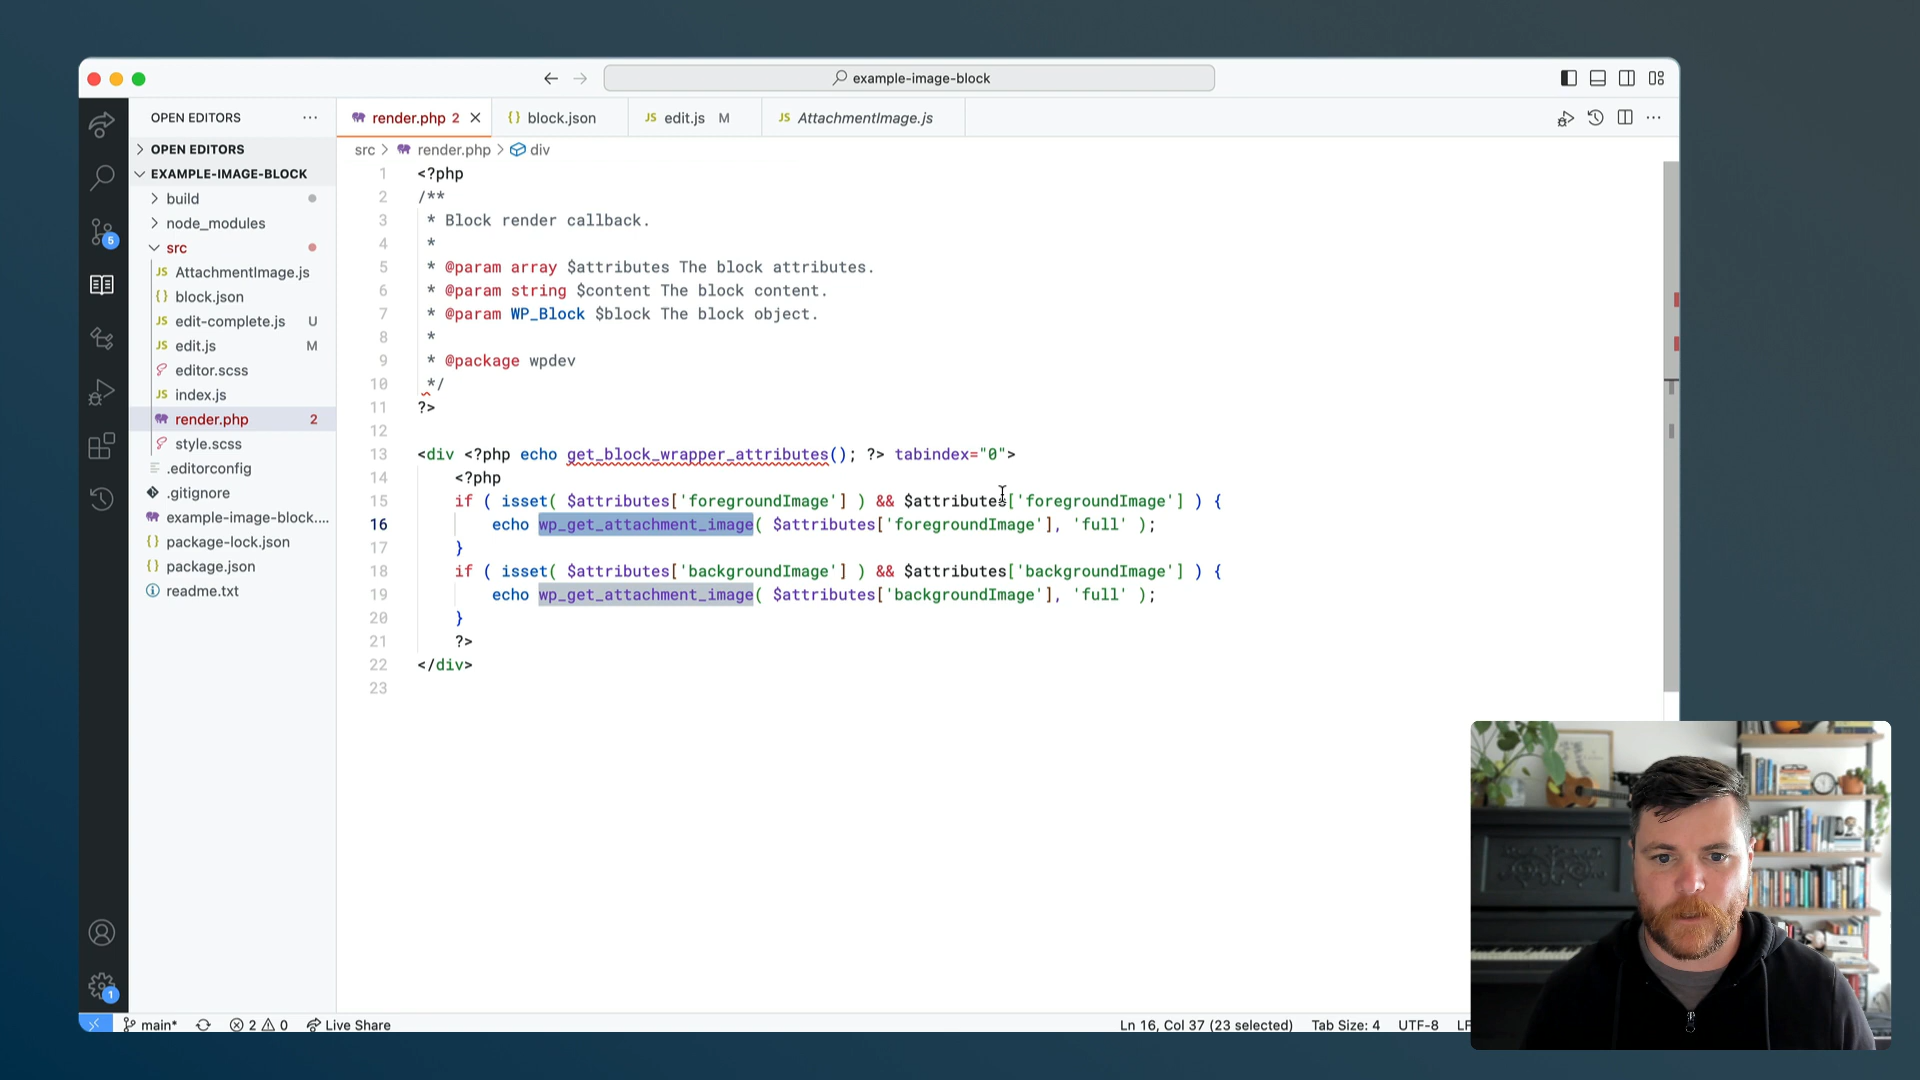 example-image-block
OPEN EDITORS ···
render.php 2
block.json
edit.js M
AttachmentImage.js
OPEN EDITORS
EXAMPLE-IMAGE-BLOCK
build
node_modules
src
AttachmentImage.js
block.json
edit-complete.js U
edit.js M
editor.scss
index.js
render.php 2
style.scss
.editorconfig
.gitignore
example-image-block....
package-lock.json
package.json
readme.txt
5
1
src > render.php > div
1 <?php
2 /**
3 * Block render callback.
4 *
5 * @param array $attributes The block attributes.
6 * @param string $content The block content.
7 * @param WP_Block $block The block object.
8 *
9 * @package wpdev
10 */
11 ?>
12
13 <div <?php echo get_block_wrapper_attributes(); ?> tabindex="0">
14 <?php
15 if ( isset( $attributes['foregroundImage'] ) && $attributes['foregroundImage'] ) {
16 echo wp_get_attachment_image( $attributes['foregroundImage'], 'full' );
17 }
18 if ( isset( $attributes['backgroundImage'] ) && $attributes['backgroundImage'] ) {
19 echo wp_get_attachment_image( $attributes['backgroundImage'], 'full' );
20 }
21 ?>
22 </div>
23
main* 2 0 Live Share
Ln 16, Col 37 (23 selected) Tab Size: 4 UTF-8 LF